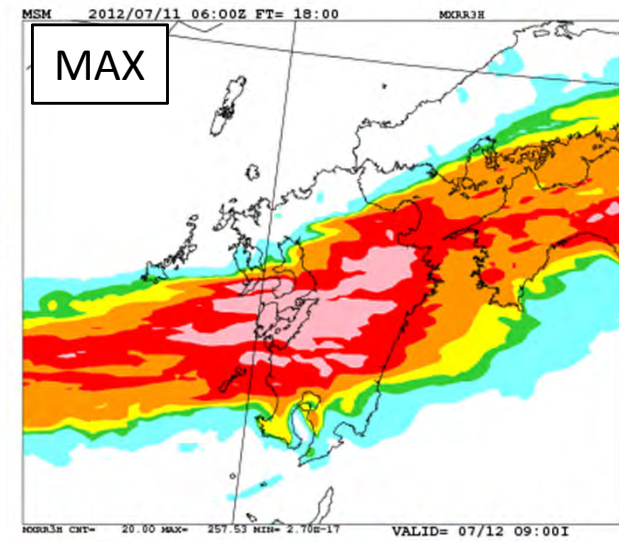 MSM 2012/07/11 06:00Z FT= 18:00 MXRR3H
MAX
MXRR3H CNT= 20.00 MAX= 257.53 MIN= 2.70E-17 VALID= 07/12 09:00I